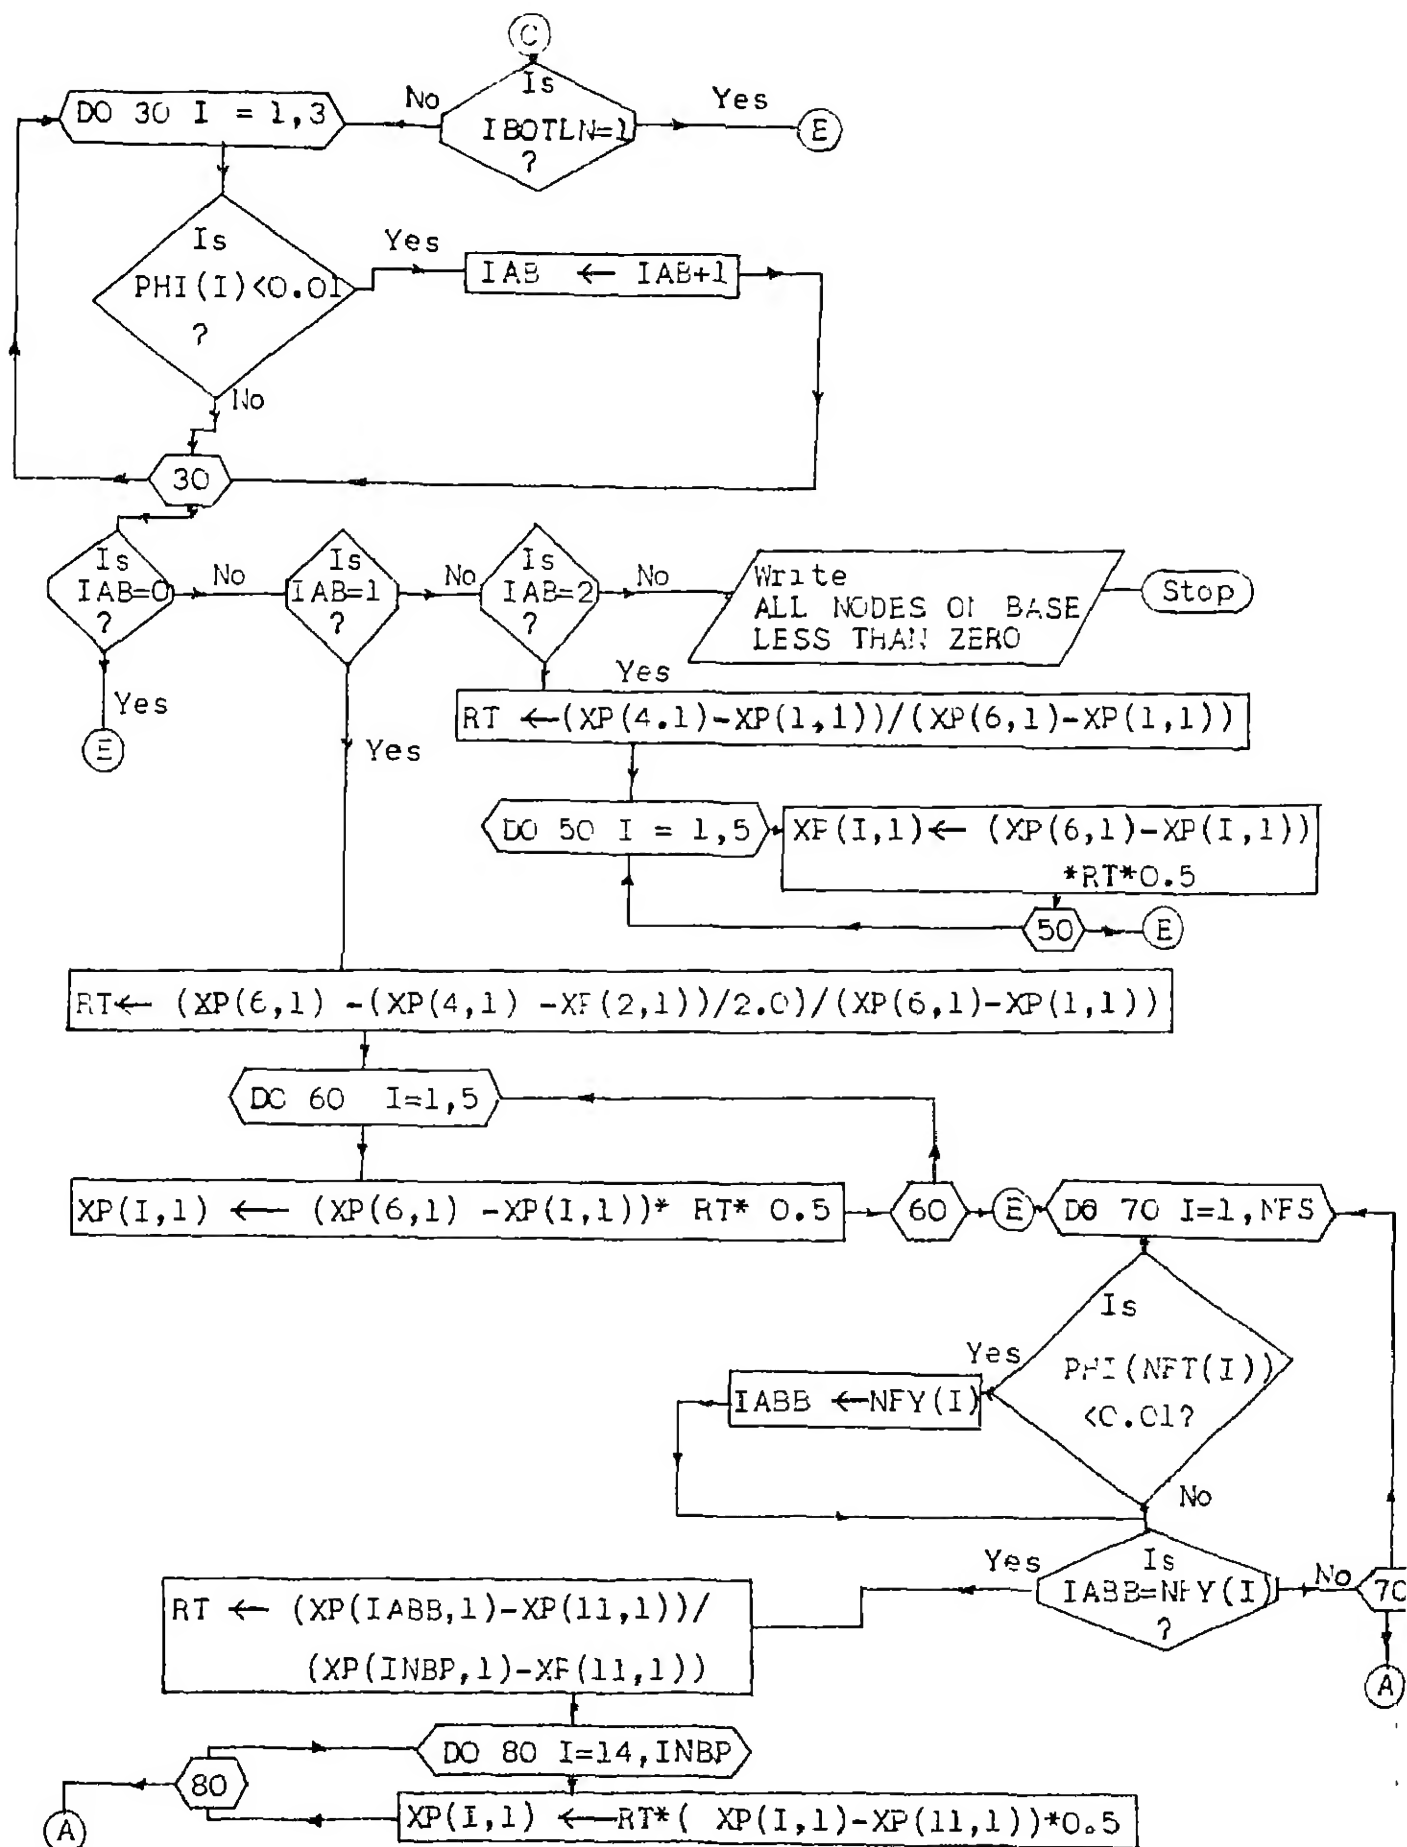 C
Is
IBOTLN=1
?
No
Yes
E
DO 30 I = 1,3
Is
PHI(I)<0.01
?
Yes
IAB ← IAB+1
No
30
Is
IAB=0
?
No
Is
IAB=1
?
No
Is
IAB=2
?
No
Write
ALL NODES ON BASE
LESS THAN ZERO
Stop
Yes
E
Yes
Yes
RT ←(XP(4.1)-XP(1,1))/(XP(6,1)-XP(1,1))
DO 50 I = 1,5
XP(I,1)← (XP(6,1)-XP(I,1))
*RT*0.5
50
E
RT← (XP(6,1) -(XP(4,1) -XP(2,1))/2.0)/(XP(6,1)-XP(1,1))
DO 60 I=1,5
XP(I,1) ← (XP(6,1) -XP(I,1))* RT* 0.5
60
E
DO 70 I=1,NFS
Is
PHI(NFT(I))
<0.01?
Yes
IABB ←NFY(I)
No
Is
IABB=NFY(I)
?
Yes
No
70
A
RT ← (XP(IABB,1)-XP(11,1))/
(XP(INBP,1)-XP(11,1))
DO 80 I=14,INBP
80
A
XP(I,1) ←RT*( XP(I,1)-XP(11,1))*0.5